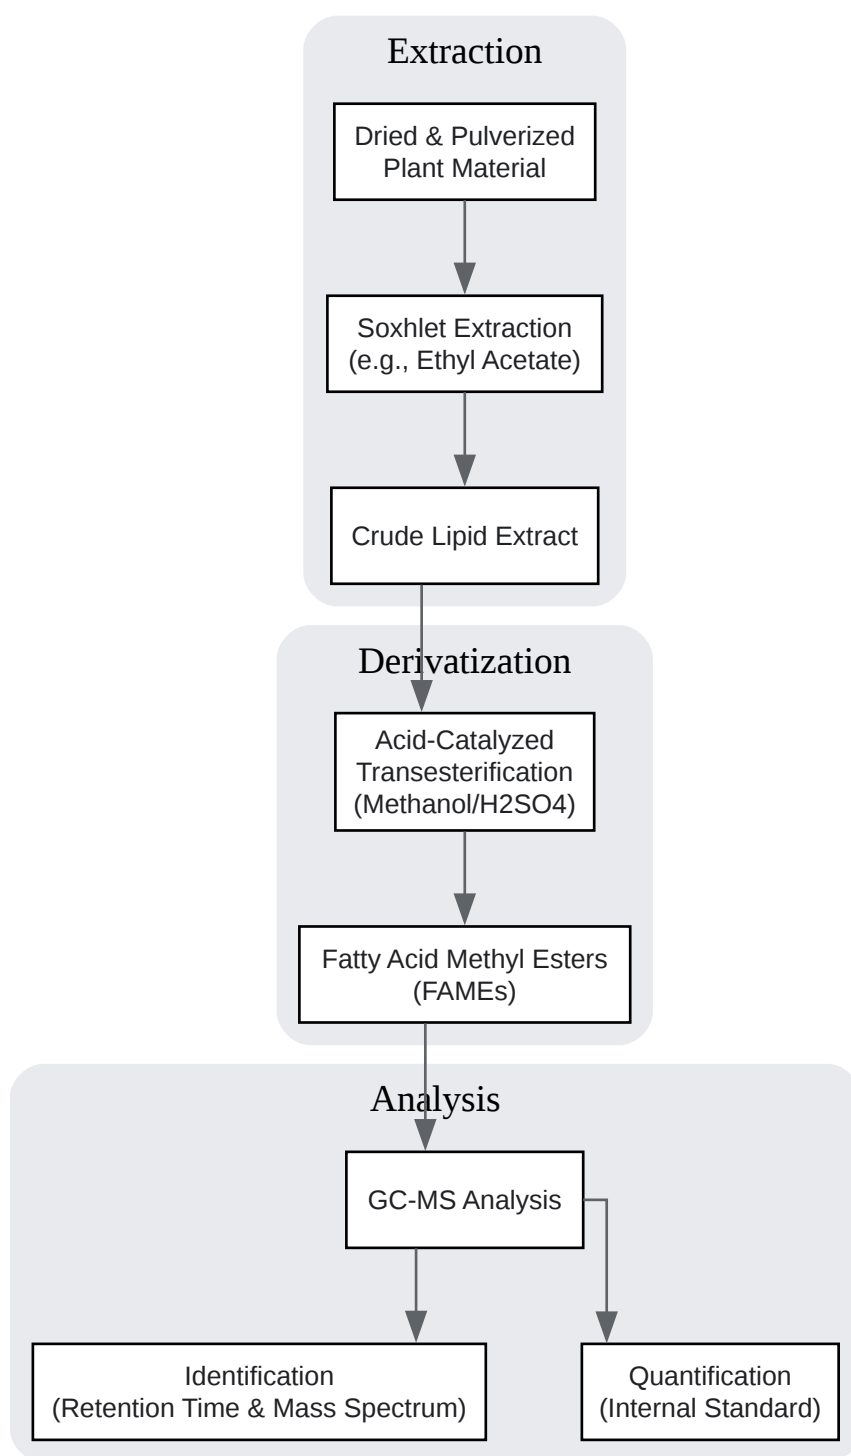 Extraction
Dried & Pulverized
Plant Material
Soxhlet Extraction
(e.g., Ethyl Acetate)
Crude Lipid Extract
Derivatization
Acid-Catalyzed
Transesterification
(Methanol/H2SO4)
Fatty Acid Methyl Esters
(FAMEs)
Analysis
GC-MS Analysis
Identification
(Retention Time & Mass Spectrum)
Quantification
(Internal Standard)